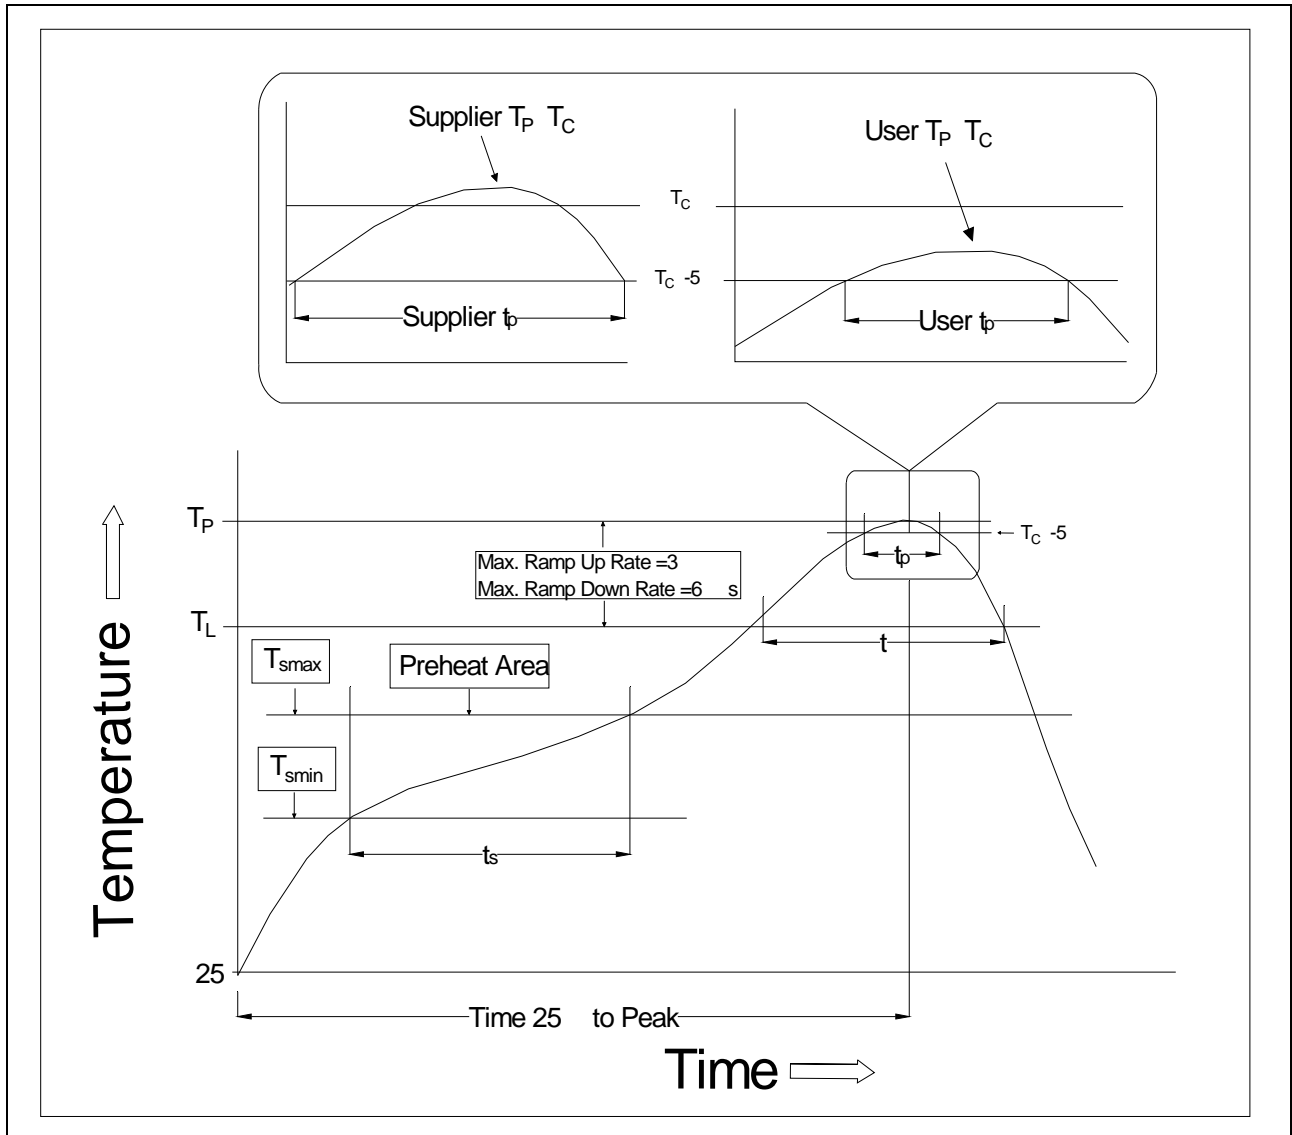 Supplier TP TC
User TP TC
TC
TC -5
Supplier tp
User tp
TP
TC -5
tp
Max. Ramp Up Rate =3
Max. Ramp Down Rate =6 s
TL
t
Tsmax
Preheat Area
Tsmin
ts
Temperature
25
Time 25 to Peak
Time